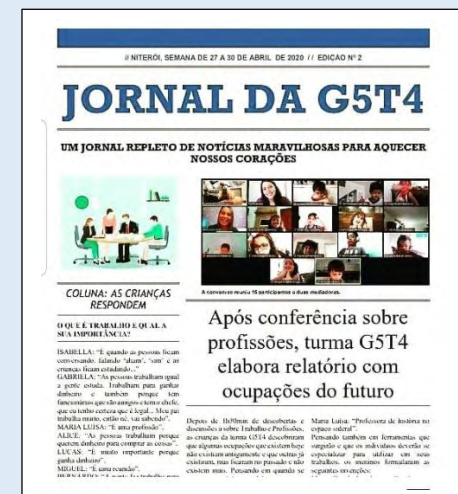 // NITERÓI, SEMANA DE 27 A 30 DE ABRIL DE 2020 // EDIÇÃO Nº 2
JORNAL DA G5T4
UM JORNAL REPLETO DE NOTÍCIAS MARAVILHOSAS PARA AQUECER
NOSSOS CORAÇÕES
COLUNA: AS CRIANÇAS
RESPONDEM
O QUE É TRABALHO E QUAL A
SUA IMPORTÂNCIA?
ISABELLA: "É quando as pessoas ficam
conversando, falando "aham", "sim" e as
crianças ficam estudando..."
GABRIELA: "As pessoas trabalham igual
a gente estuda. Trabalham para ganhar
dinheiro e também porque tem
funcionários que são amigos e tem o chefe,
que eu tenho certeza que é legal... Meu pai
trabalha muito, então né, vai sabendo".
MARIA LUISA: "É uma profissão".
ALICE: "As pessoas trabalham porque
querem dinheiro para comprar as coisas".
LUCAS: "É muito importante porque
ganha dinheiro".
MIGUEL: "É uma reunião".
A conversa reuniu 15 participantes e duas mediadoras.
Após conferência sobre
profissões, turma G5T4
elabora relatório com
ocupações do futuro
Depois de 1h30min de descobertas e
discussões sobre Trabalho e Profissões,
as crianças da turma G5T4 descobriram
que algumas ocupações que existem hoje
não existiam antigamente e que outras já
existiram, mas ficaram no passado e não
existem mais. Pensando em quando se
Maria Luisa: "Professora de história no
espaço sideral".
Pensando também em ferramentas que
surgirão e que os indivíduos deverão se
especializar para utilizar em seus
trabalhos, os meninos formularam as
seguintes invenções: